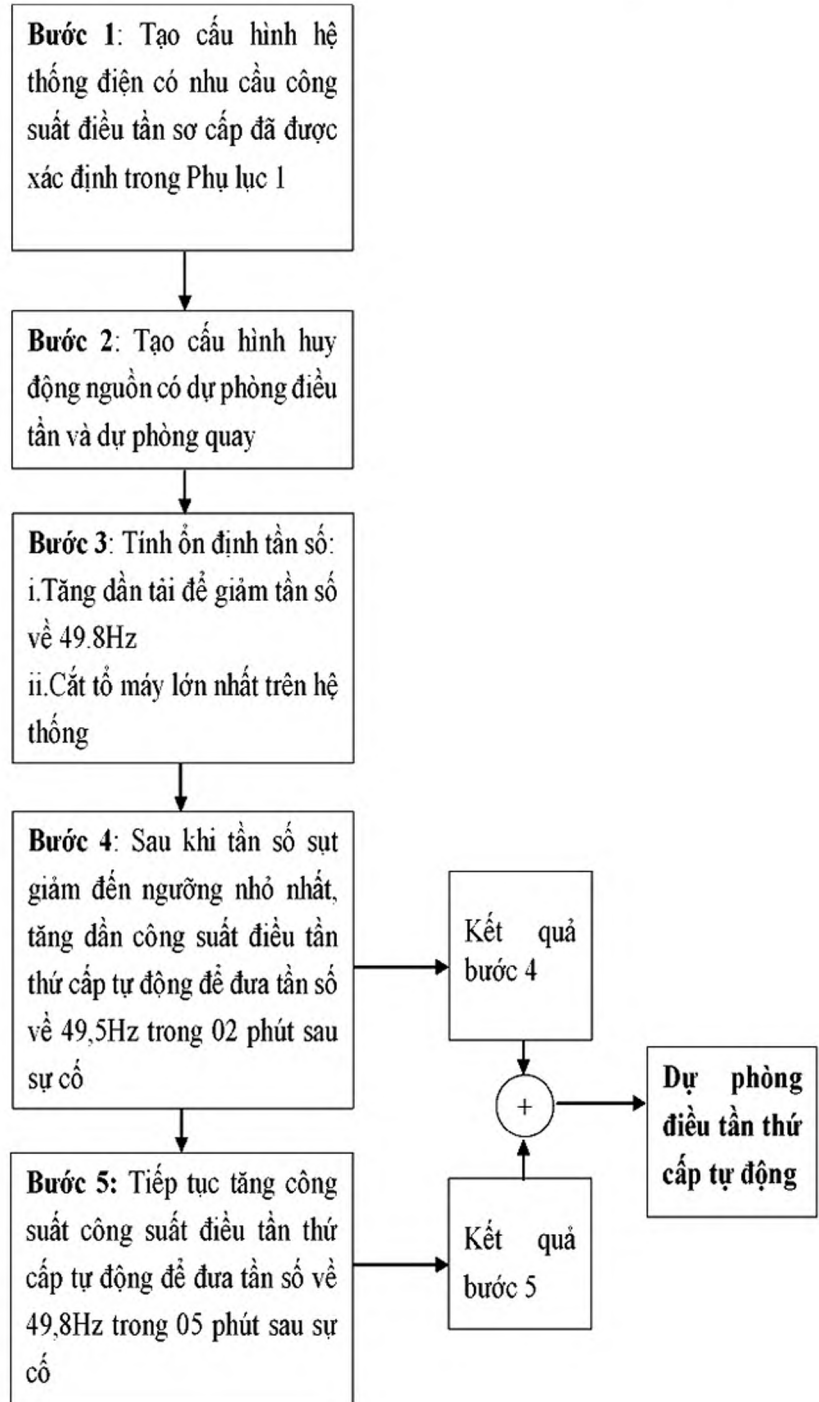 Bước 1: Tạo cấu hình hệ
thống điện có nhu cầu công
suất điều tần sơ cấp đã được
xác định trong Phụ lục 1
Bước 2: Tạo cấu hình huy
động nguồn có dự phòng điều
tần và dự phòng quay
Bước 3: Tính ổn định tần số:
i.Tăng dần tải để giảm tần số
về 49.8Hz
ii.Cắt tổ máy lớn nhất trên hệ
thống
Bước 4: Sau khi tần số sụt
giảm đến ngưỡng nhỏ nhất,
tăng dần công suất điều tần
thứ cấp tự động để đưa tần số
về 49,5Hz trong 02 phút sau
sự cố
Kết quả
bước 4
+
Dự phòng
điều tần thứ
cấp tự động
Bước 5: Tiếp tục tăng công
suất công suất điều tần thứ
cấp tự động để đưa tần số về
49,8Hz trong 05 phút sau sự
cố
Kết quả
bước 5